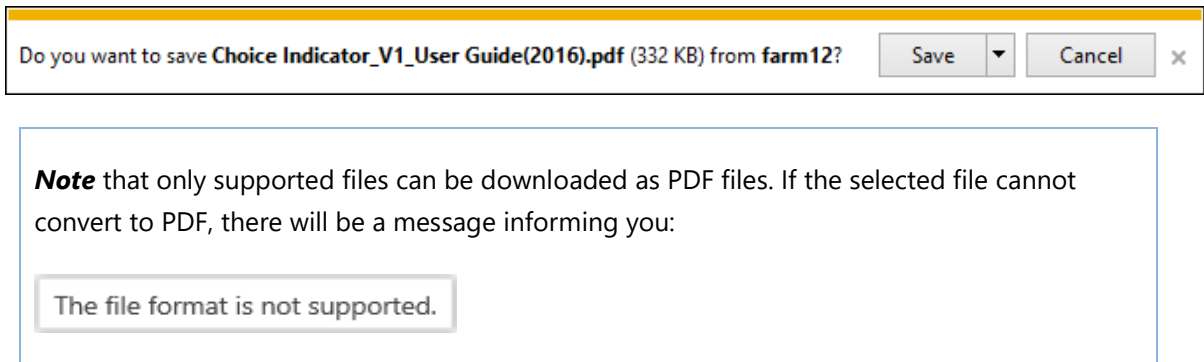 Do you want to save Choice Indicator_V1_User Guide(2016).pdf (332 KB) from farm12? Save Cancel ×
Note that only supported files can be downloaded as PDF files. If the selected file cannot
convert to PDF, there will be a message informing you:
The file format is not supported.